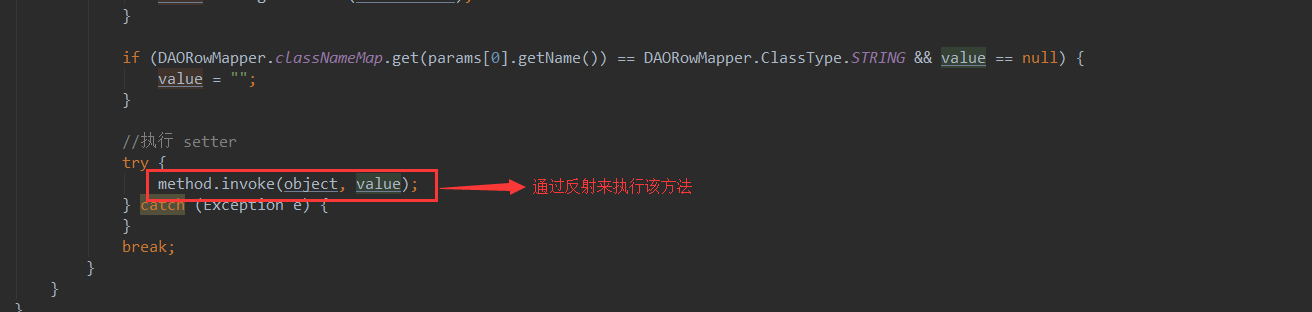 }
if (DAORowMapper.classNameMap.get(params[0].getName()) == DAORowMapper.ClassType.STRING && value == null) {
value = "";
}
//执行 setter
try {
method.invoke(object, value);
通过反射来执行该方法
} catch (Exception e) {
}
break;
}
}
}